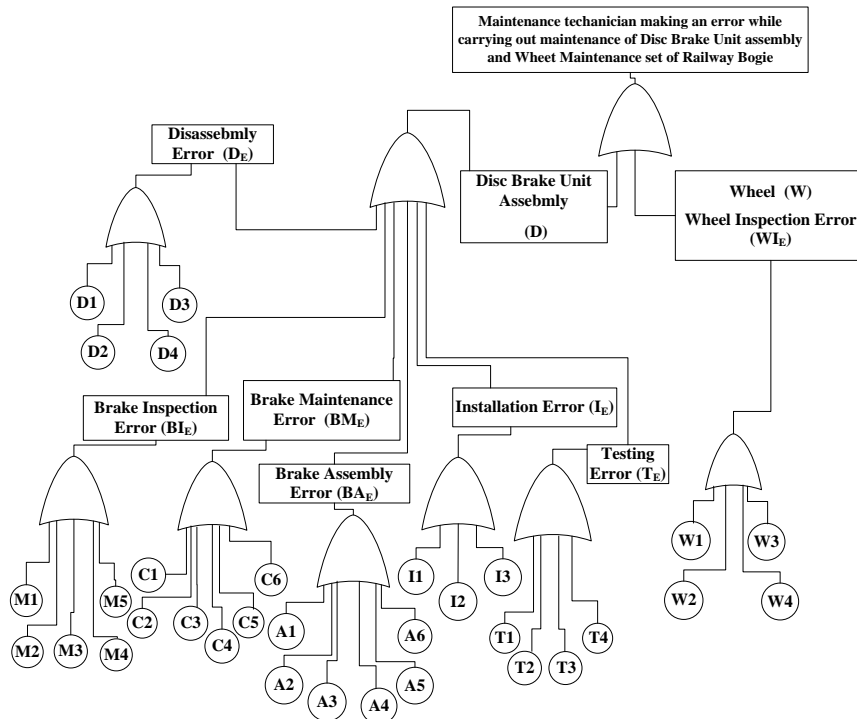 Maintenance techanician making an error while
carrying out maintenance of Disc Brake Unit assembly
and Wheet Maintenance set of Railway Bogie
Disassebmly
Error (DE)
Disc Brake Unit
Assebmly
(D)
Wheel (W)
Wheel Inspection Error
(WIE)
D1
D3
D2
D4
Brake Inspection
Error (BIE)
Brake Maintenance
Error (BME)
Brake Assembly
Error (BAE)
Installation Error (IE)
Testing
Error (TE)
M1
M5
M2
M3
M4
C1
C6
C2
C3
C5
C4
A1
A6
A2
A3
A4
A5
I1
I3
I2
T1
T4
T2
T3
W1
W3
W2
W4